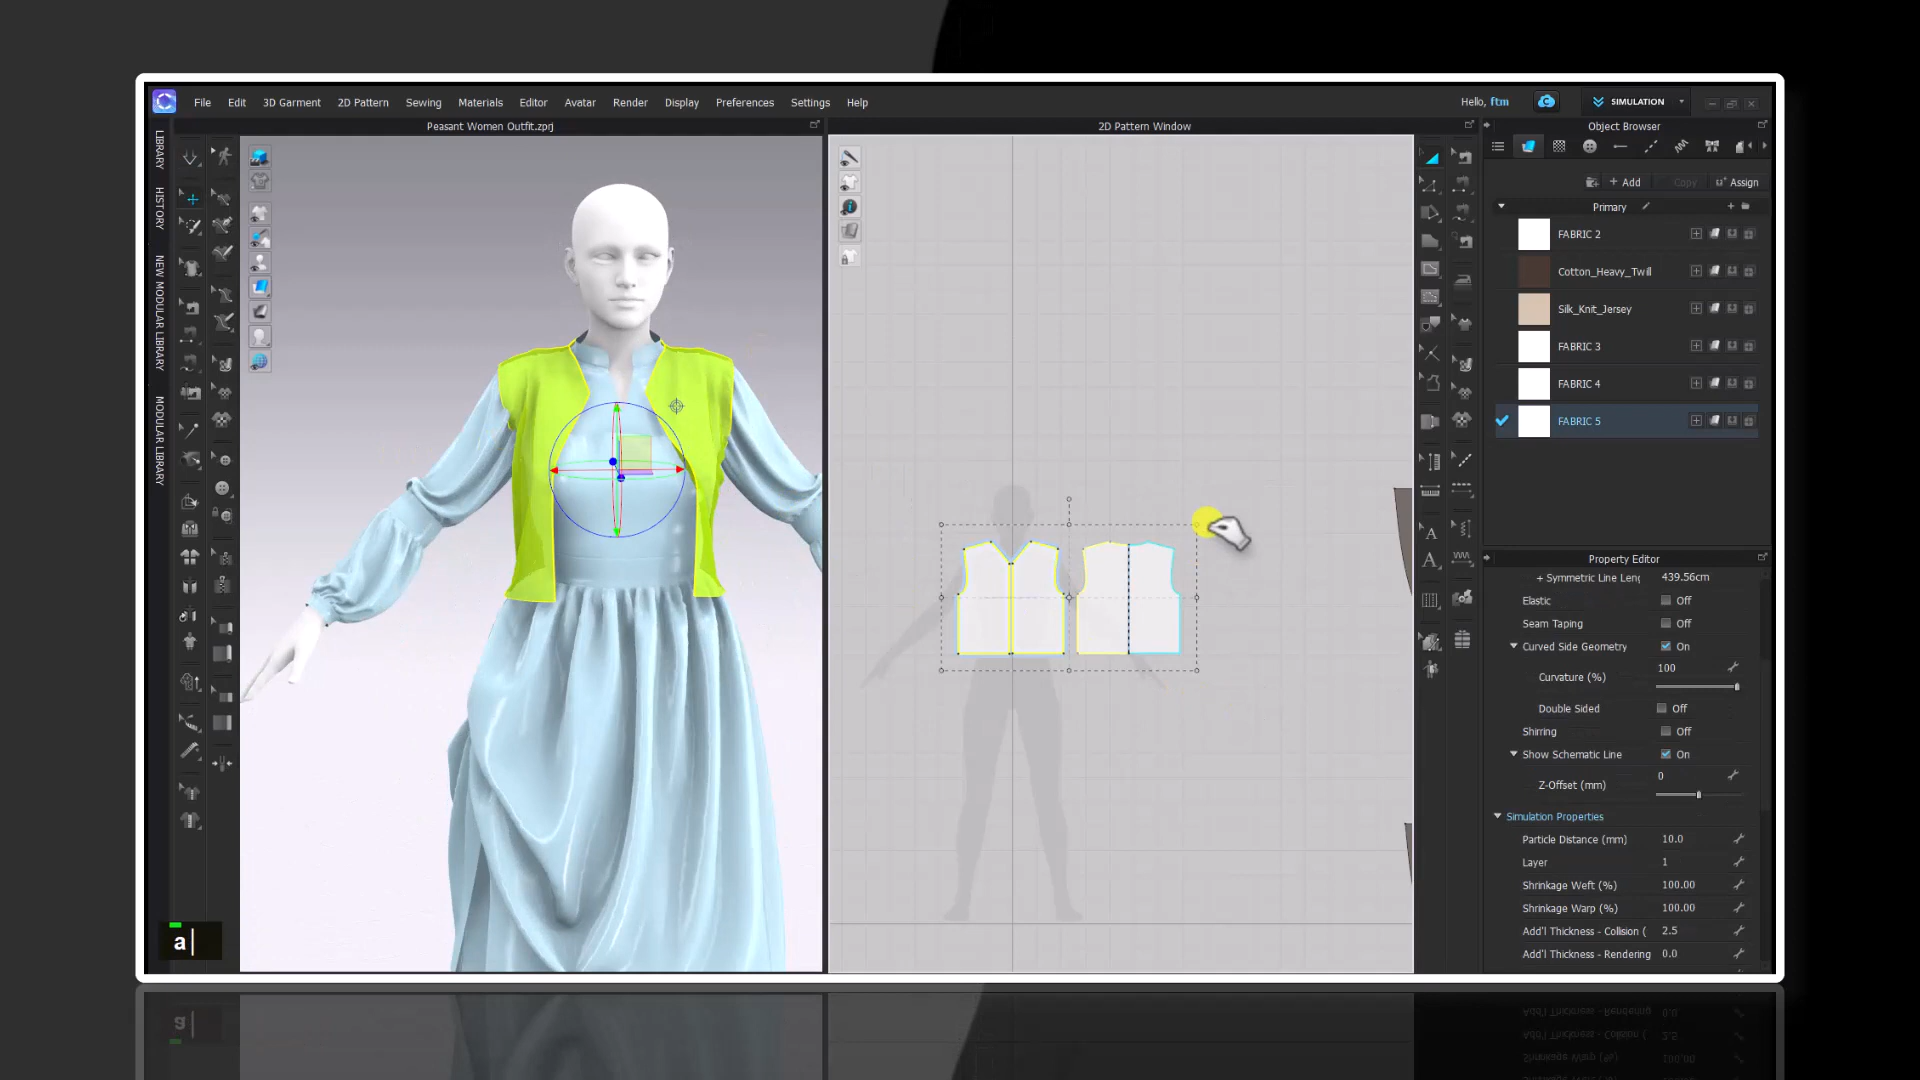 File Edit 3D Garment 2D Pattern Sewing Materials Editor Avatar Render Display Preferences Settings Help
Hello, ftm
SIMULATION
Peasant Women Outfit.zprj
2D Pattern Window
Object Browser
LIBRARY
HISTORY
NEW MODULAR LIBRARY
MODULAR LIBRARY
+ Add
Copy
Assign
Primary
FABRIC 2
Cotton_Heavy_Twill
Silk_Knit_Jersey
FABRIC 3
FABRIC 4
FABRIC 5
Property Editor
+ Symmetric Line Leng 439.56cm
Elastic Off
Seam Taping Off
Curved Side Geometry On
Curvature (%) 100
Double Sided Off
Shirring Off
Show Schematic Line On
Z-Offset (mm) 0
Simulation Properties
Particle Distance (mm) 10.0
Layer 1
Shrinkage Weft (%) 100.00
Shrinkage Warp (%) 100.00
Add'l Thickness - Collision ( 2.5
Add'l Thickness - Rendering 0.0
a